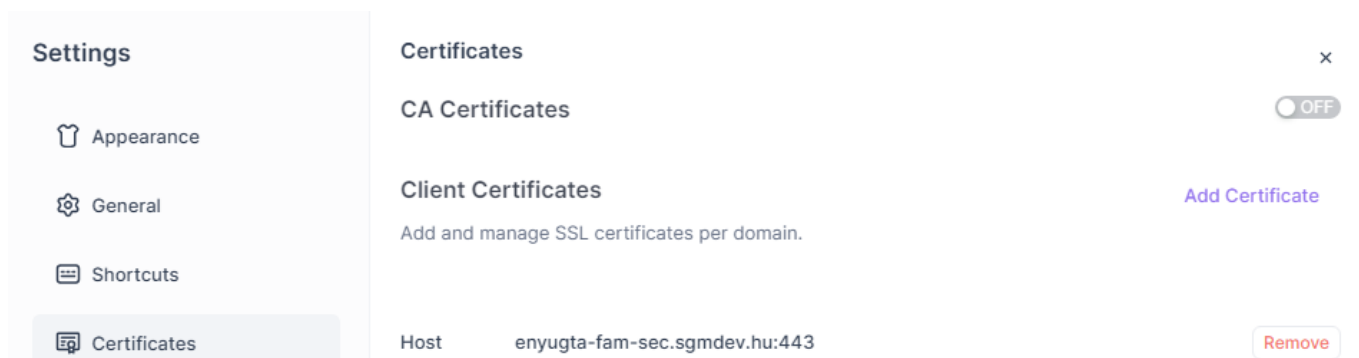 Settings
Appearance
General
Shortcuts
Certificates
Certificates
CA Certificates
OFF
Client Certificates
Add Certificate
Add and manage SSL certificates per domain.
Host enyugta-fam-sec.sgmdev.hu:443
Remove